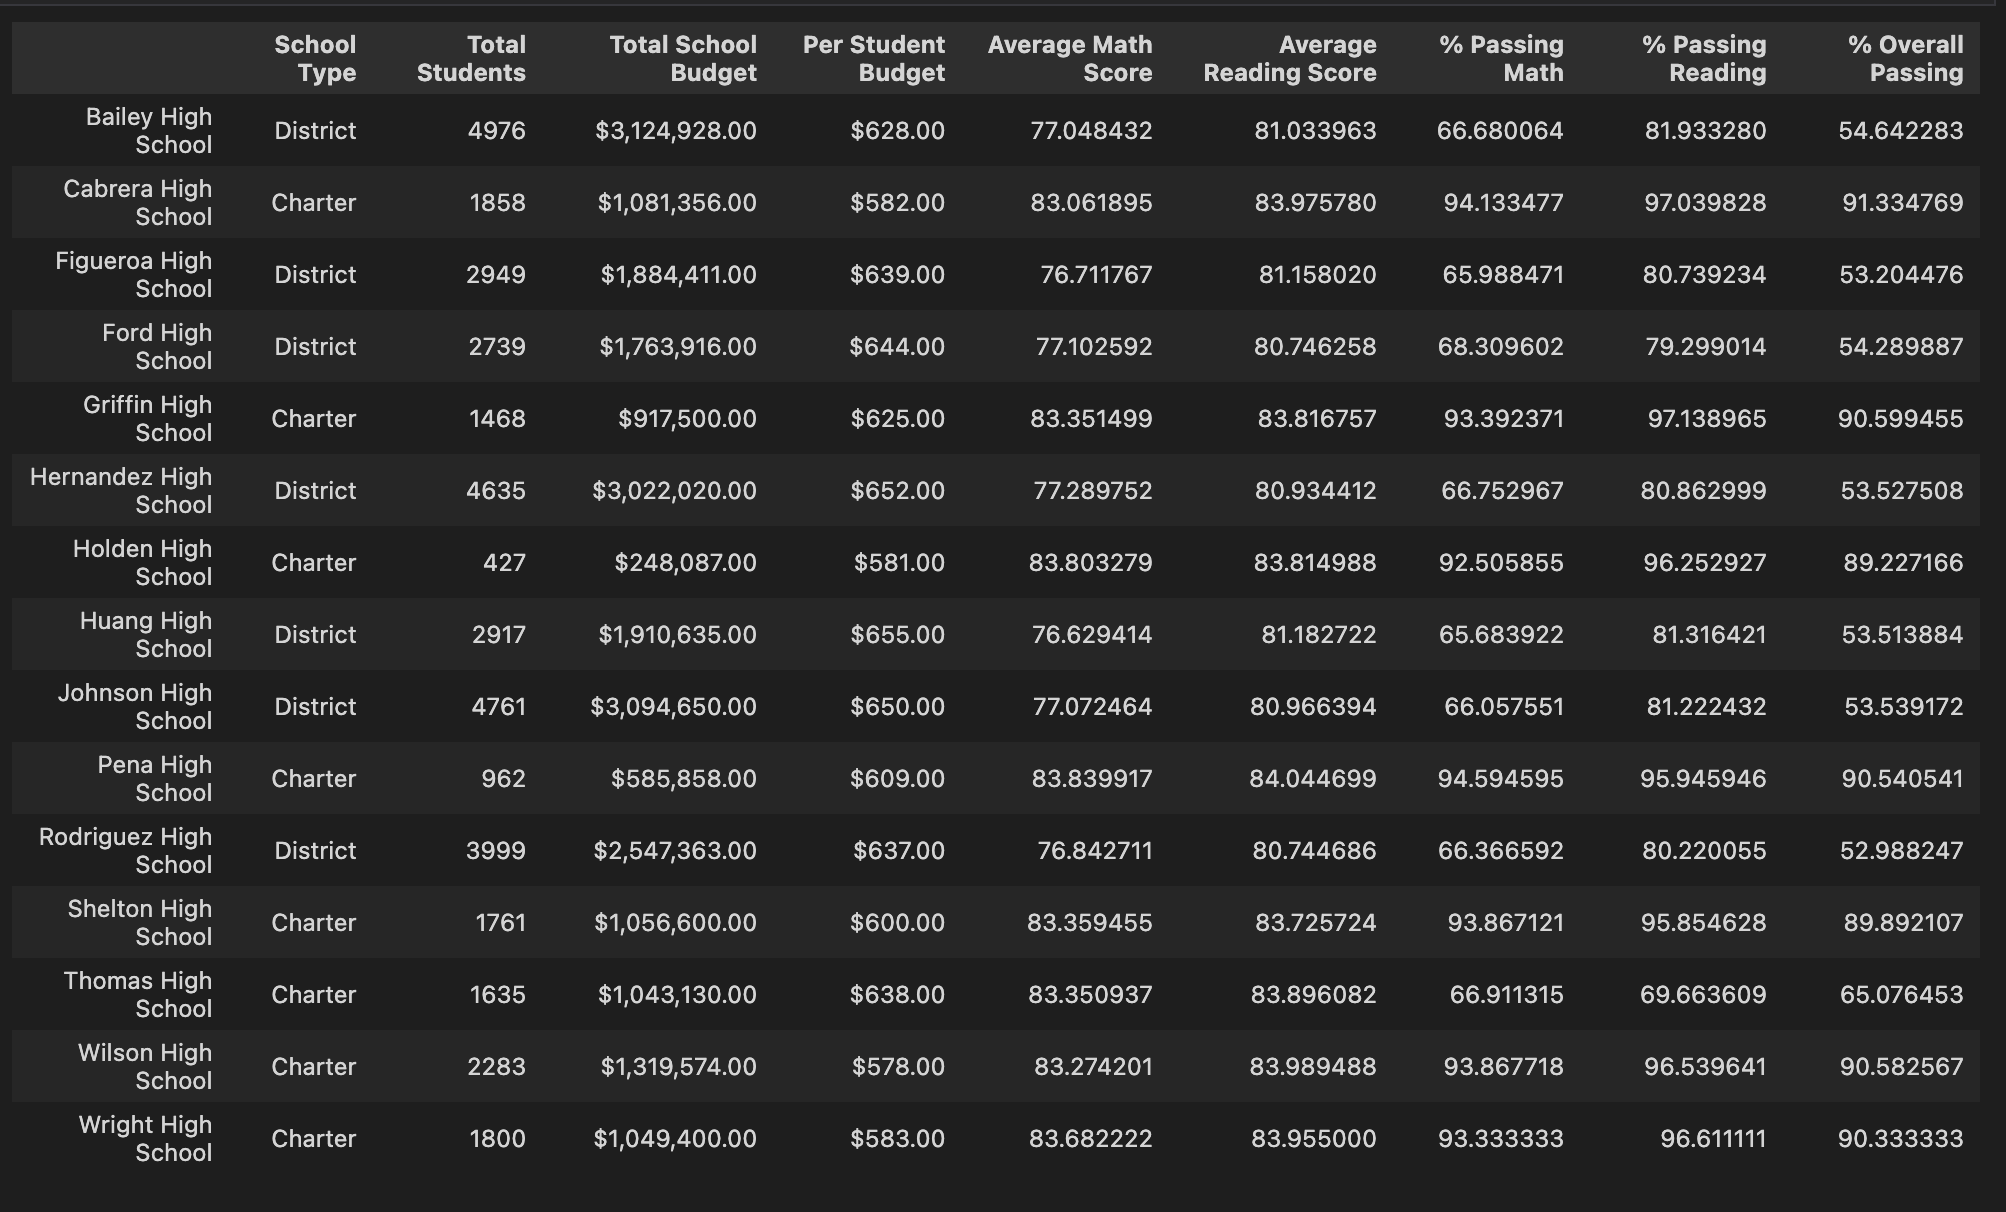 School Type Total Students Total School Budget Per Student Budget Average Math Score Average Reading Score % Passing Math % Passing Reading % Overall Passing
Bailey High School District 4976 $3,124,928.00 $628.00 77.048432 81.033963 66.680064 81.933280 54.642283
Cabrera High School Charter 1858 $1,081,356.00 $582.00 83.061895 83.975780 94.133477 97.039828 91.334769
Figueroa High School District 2949 $1,884,411.00 $639.00 76.711767 81.158020 65.988471 80.739234 53.204476
Ford High School District 2739 $1,763,916.00 $644.00 77.102592 80.746258 68.309602 79.299014 54.289887
Griffin High School Charter 1468 $917,500.00 $625.00 83.351499 83.816757 93.392371 97.138965 90.599455
Hernandez High School District 4635 $3,022,020.00 $652.00 77.289752 80.934412 66.752967 80.862999 53.527508
Holden High School Charter 427 $248,087.00 $581.00 83.803279 83.814988 92.505855 96.252927 89.227166
Huang High School District 2917 $1,910,635.00 $655.00 76.629414 81.182722 65.683922 81.316421 53.513884
Johnson High School District 4761 $3,094,650.00 $650.00 77.072464 80.966394 66.057551 81.222432 53.539172
Pena High School Charter 962 $585,858.00 $609.00 83.839917 84.044699 94.594595 95.945946 90.540541
Rodriguez High School District 3999 $2,547,363.00 $637.00 76.842711 80.744686 66.366592 80.220055 52.988247
Shelton High School Charter 1761 $1,056,600.00 $600.00 83.359455 83.725724 93.867121 95.854628 89.892107
Thomas High School Charter 1635 $1,043,130.00 $638.00 83.350937 83.896082 66.911315 69.663609 65.076453
Wilson High School Charter 2283 $1,319,574.00 $578.00 83.274201 83.989488 93.867718 96.539641 90.582567
Wright High School Charter 1800 $1,049,400.00 $583.00 83.682222 83.955000 93.333333 96.611111 90.333333